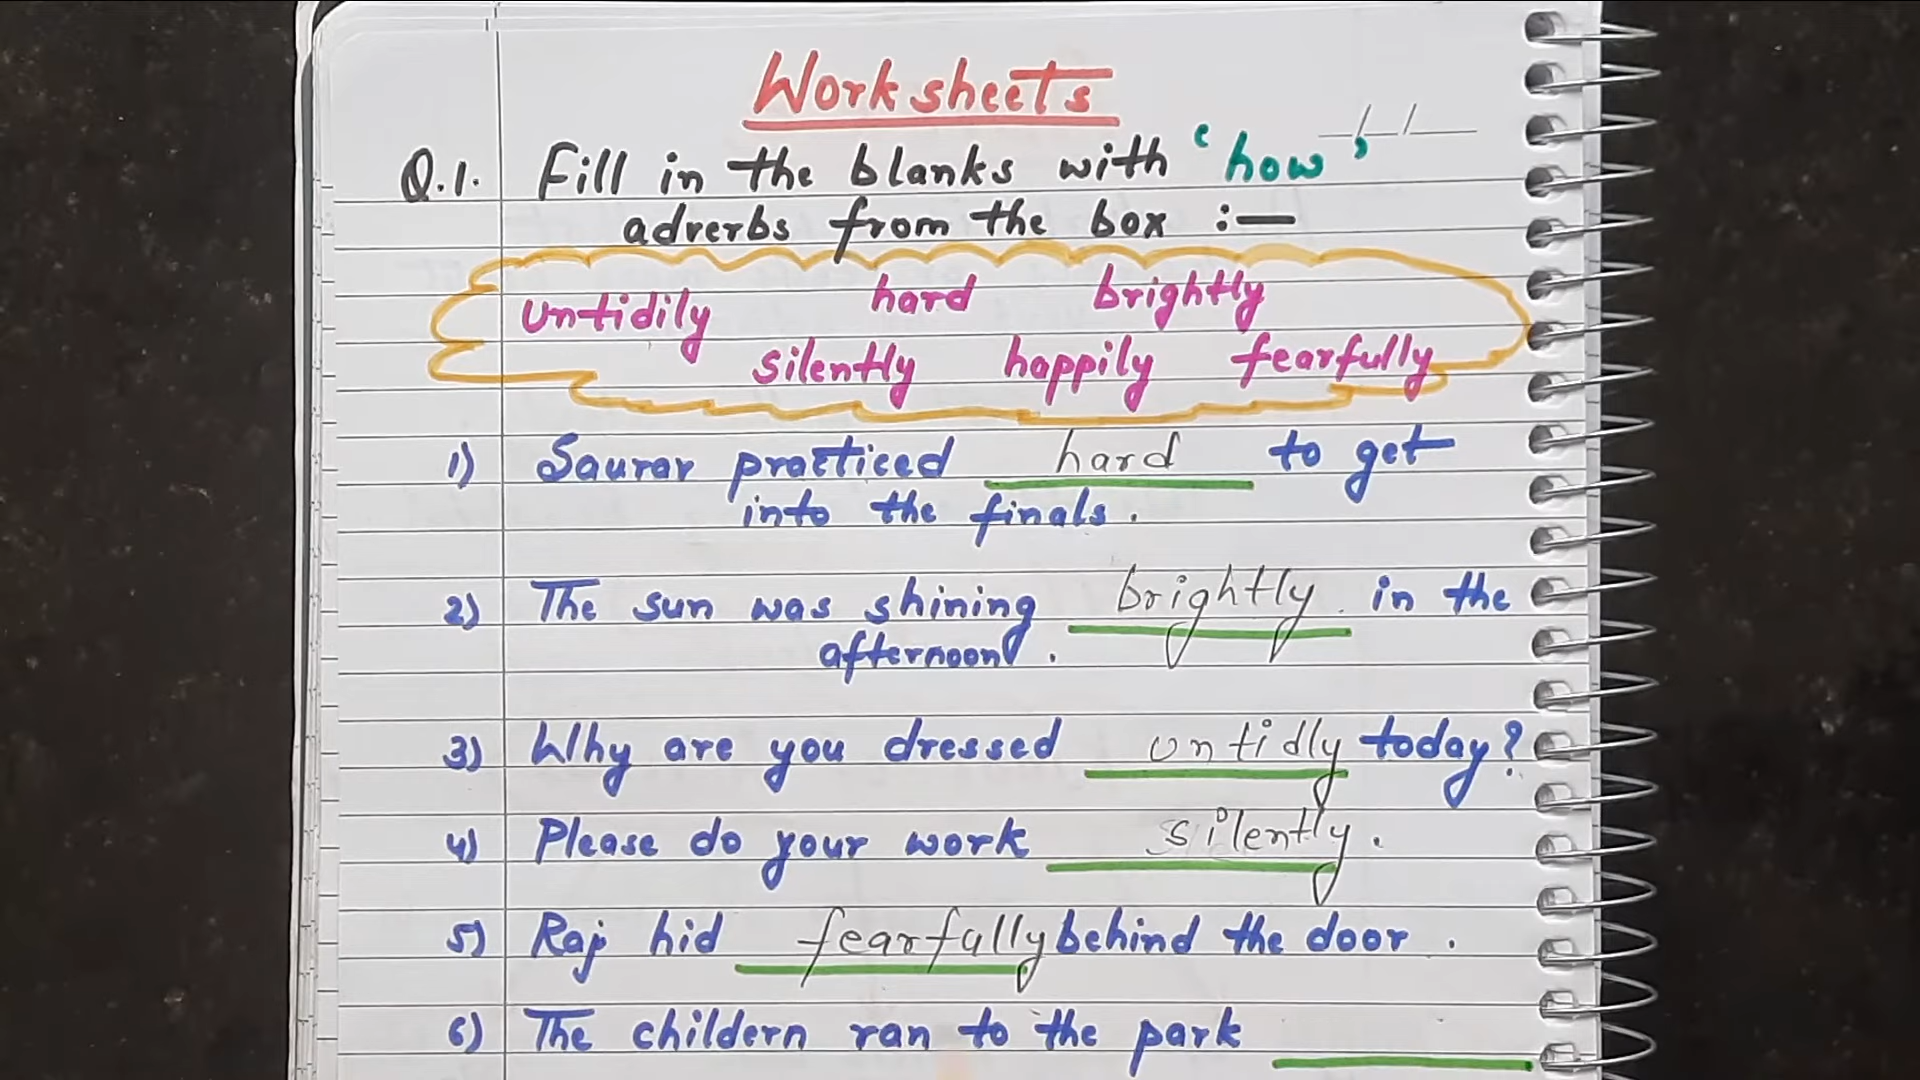 Worksheets
Q.1. Fill in the blanks with 'how'
adverbs from the box :—
untidily hard brightly
silently happily fearfully
1) Saurav practiced hard to get
into the finals.
2) The sun was shining brightly in the
afternoon.
3) Why are you dressed untidly today?
4) Please do your work silently.
5) Raj hid fearfully behind the door.
6) The childern ran to the park